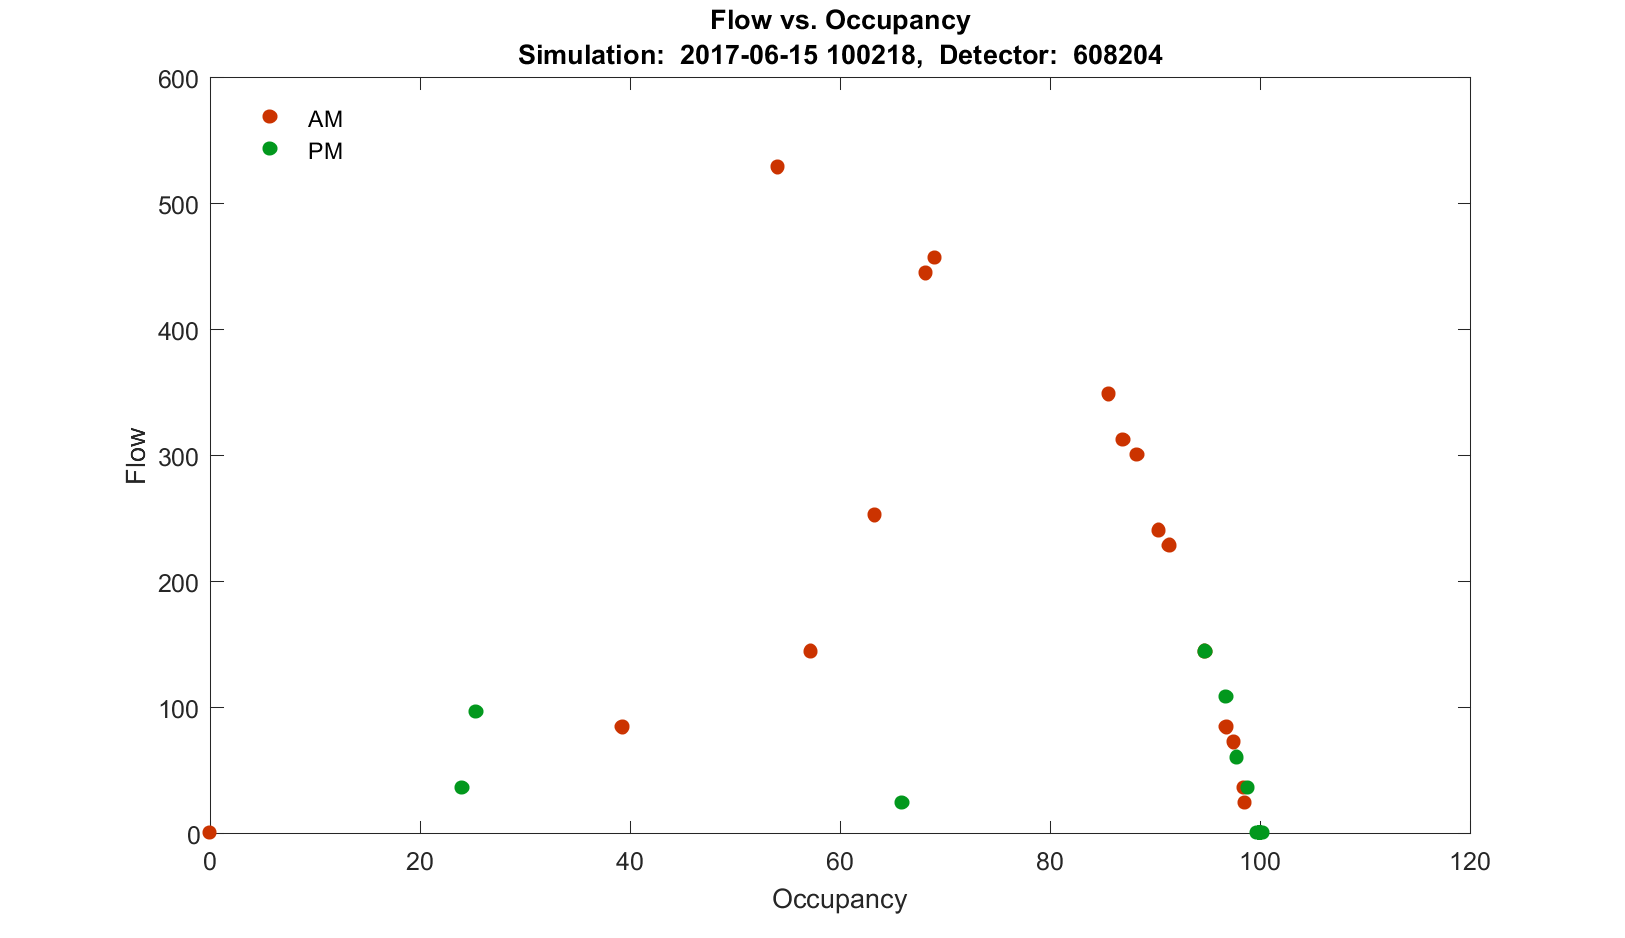 Flow vs. Occupancy
Simulation:  2017-06-15 100218,  Detector:  608204
600
500
400
300
200
100
0
Flow
AM
PM
0 20 40 60 80 100 120
Occupancy